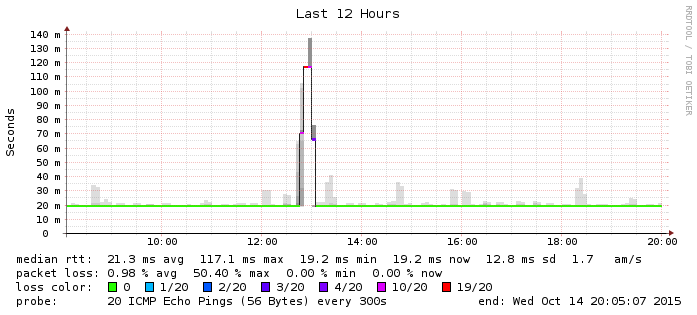 Last 12 Hours
RRDTOOL / TOBI OETIKER
Seconds
140 m
130 m
120 m
110 m
100 m
90 m
80 m
70 m
60 m
50 m
40 m
30 m
20 m
10 m
0
10:00 12:00 14:00 16:00 18:00 20:00
median rtt: 21.3 ms avg 117.1 ms max 19.2 ms min 19.2 ms now 12.8 ms sd 1.7 am/s
packet loss: 0.98 % avg 50.40 % max 0.00 % min 0.00 % now
loss color: 0 1/20 2/20 3/20 4/20 10/20 19/20
probe: 20 ICMP Echo Pings (56 Bytes) every 300s end: Wed Oct 14 20:05:07 2015